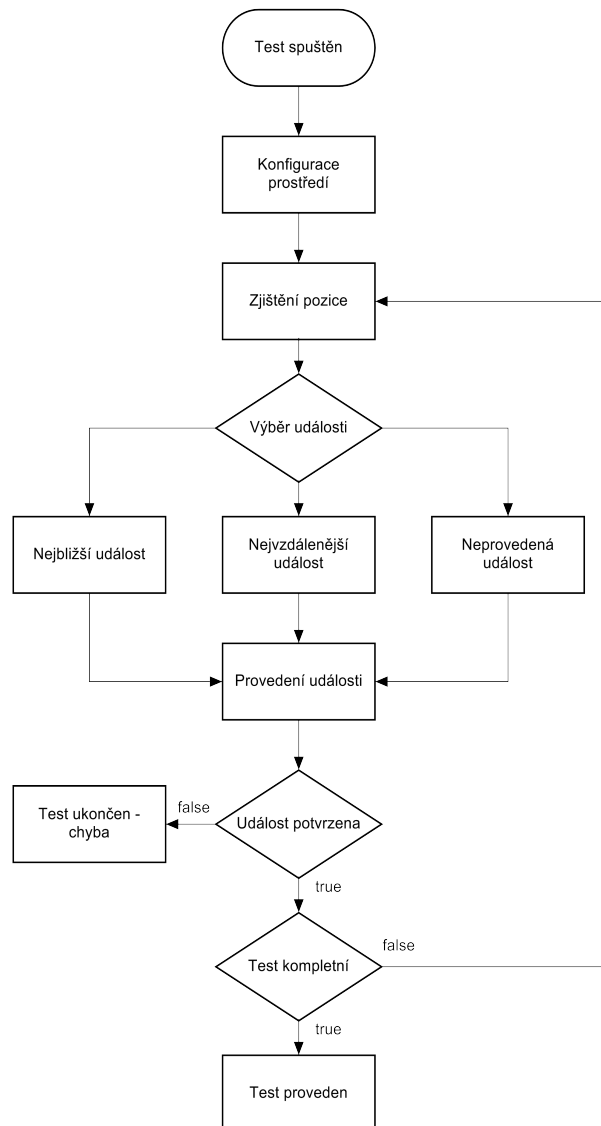 Test spuštěn
Konfigurace
prostředí
Zjištění pozice
Výběr události
Nejbližší událost
Nejvzdálenější
událost
Neprovedená
událost
Provedení události
Test ukončen -
chyba
false
Událost potvrzena
true
Test kompletní
false
true
Test proveden